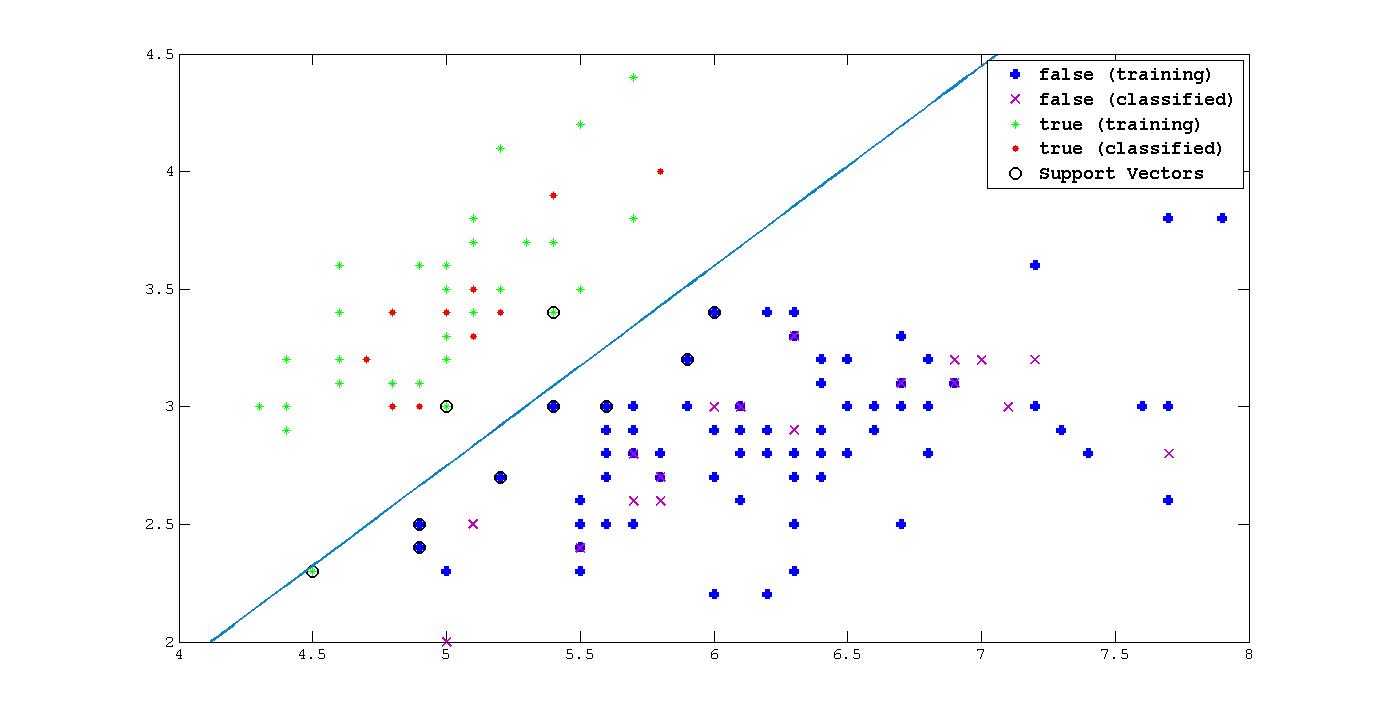 4.5
false (training)
false (classified)
true (training)
true (classified)
Support Vectors
4
3.5
3
2.5
2
4 4.5 5 5.5 6 6.5 7 7.5 8